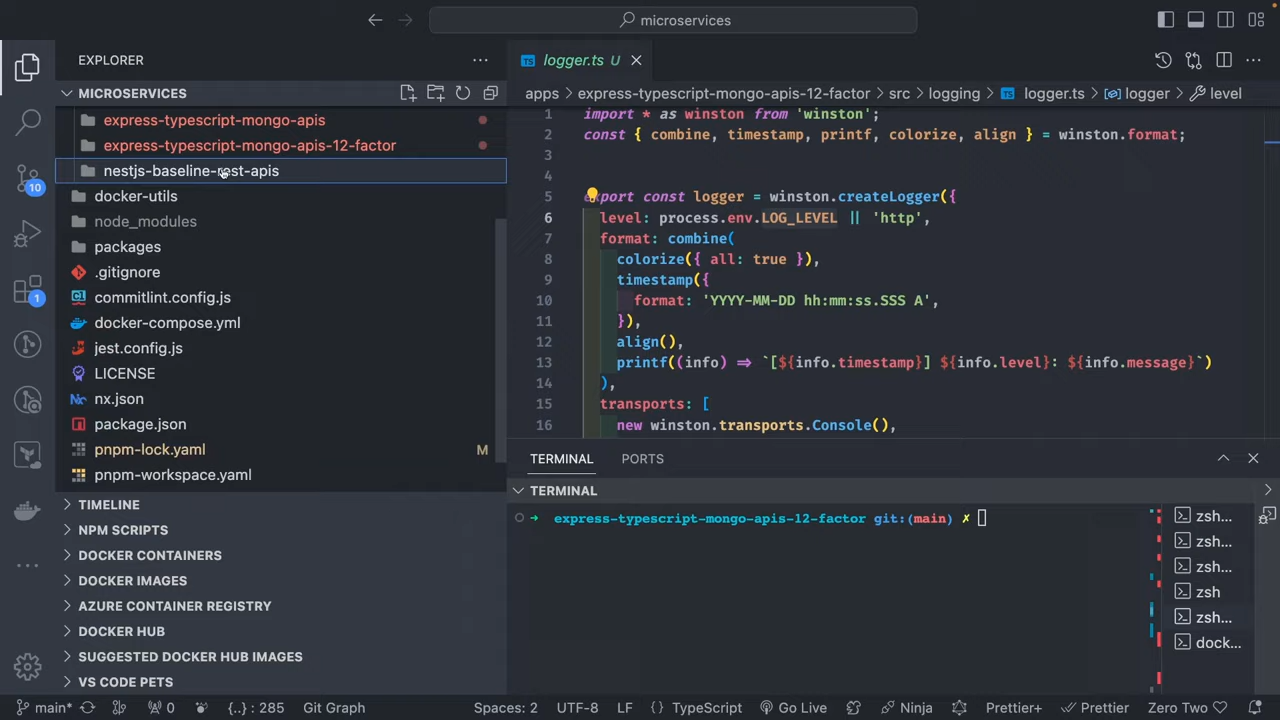 microservices
EXPLORER
MICROSERVICES
express-typescript-mongo-apis
express-typescript-mongo-apis-12-factor
nestjs-baseline-rest-apis
docker-utils
node_modules
packages
.gitignore
commitlint.config.js
docker-compose.yml
jest.config.js
LICENSE
nx.json
package.json
pnpm-lock.yaml M
pnpm-workspace.yaml
TIMELINE
NPM SCRIPTS
DOCKER CONTAINERS
DOCKER IMAGES
AZURE CONTAINER REGISTRY
DOCKER HUB
SUGGESTED DOCKER HUB IMAGES
VS CODE PETS
10
1
logger.ts U
apps > express-typescript-mongo-apis-12-factor > src > logging > logger.ts > logger > level
1 import * as winston from 'winston';
2 const { combine, timestamp, printf, colorize, align } = winston.format;
3
4
5 export const logger = winston.createLogger({
6 level: process.env.LOG_LEVEL || 'http',
7 format: combine(
8 colorize({ all: true }),
9 timestamp({
10 format: 'YYYY-MM-DD hh:mm:ss.SSS A',
11 }),
12 align(),
13 printf((info) => `[${info.timestamp}] ${info.level}: ${info.message}`)
14 ),
15 transports: [
16 new winston.transports.Console(),
TERMINAL PORTS
TERMINAL
➜ express-typescript-mongo-apis-12-factor git:(main) ✗
zsh...
zsh...
zsh...
zsh
zsh...
dock...
main* 0 {..} : 285 Git Graph Spaces: 2 UTF-8 LF {} TypeScript Go Live Ninja Prettier+ Prettier Zero Two